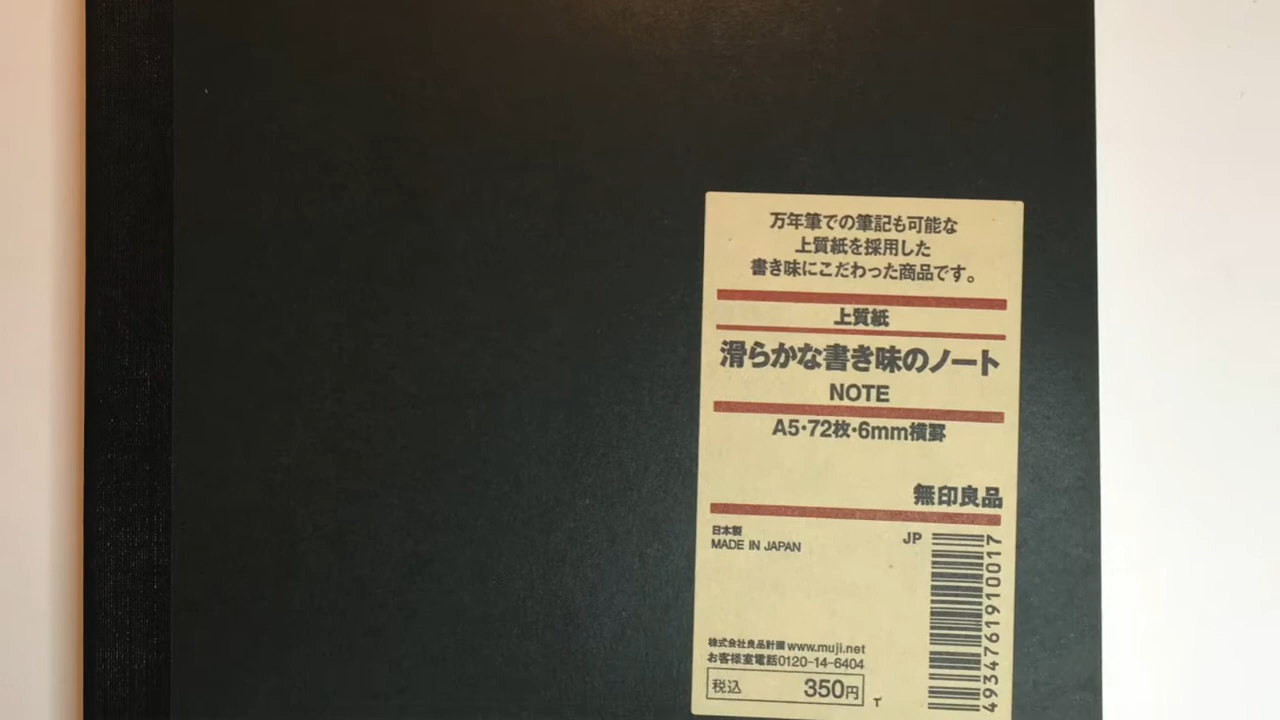 万年筆での筆記も可能な
上質紙を採用した
書き味にこだわった商品です。
上質紙
滑らかな書き味のノート
NOTE
A5・72枚・6mm横罫
無印良品
日本製
MADE IN JAPAN
JP
4934761910017
株式会社良品計画 www.muji.net
お客様室電話0120-14-6404
税込 350円
T